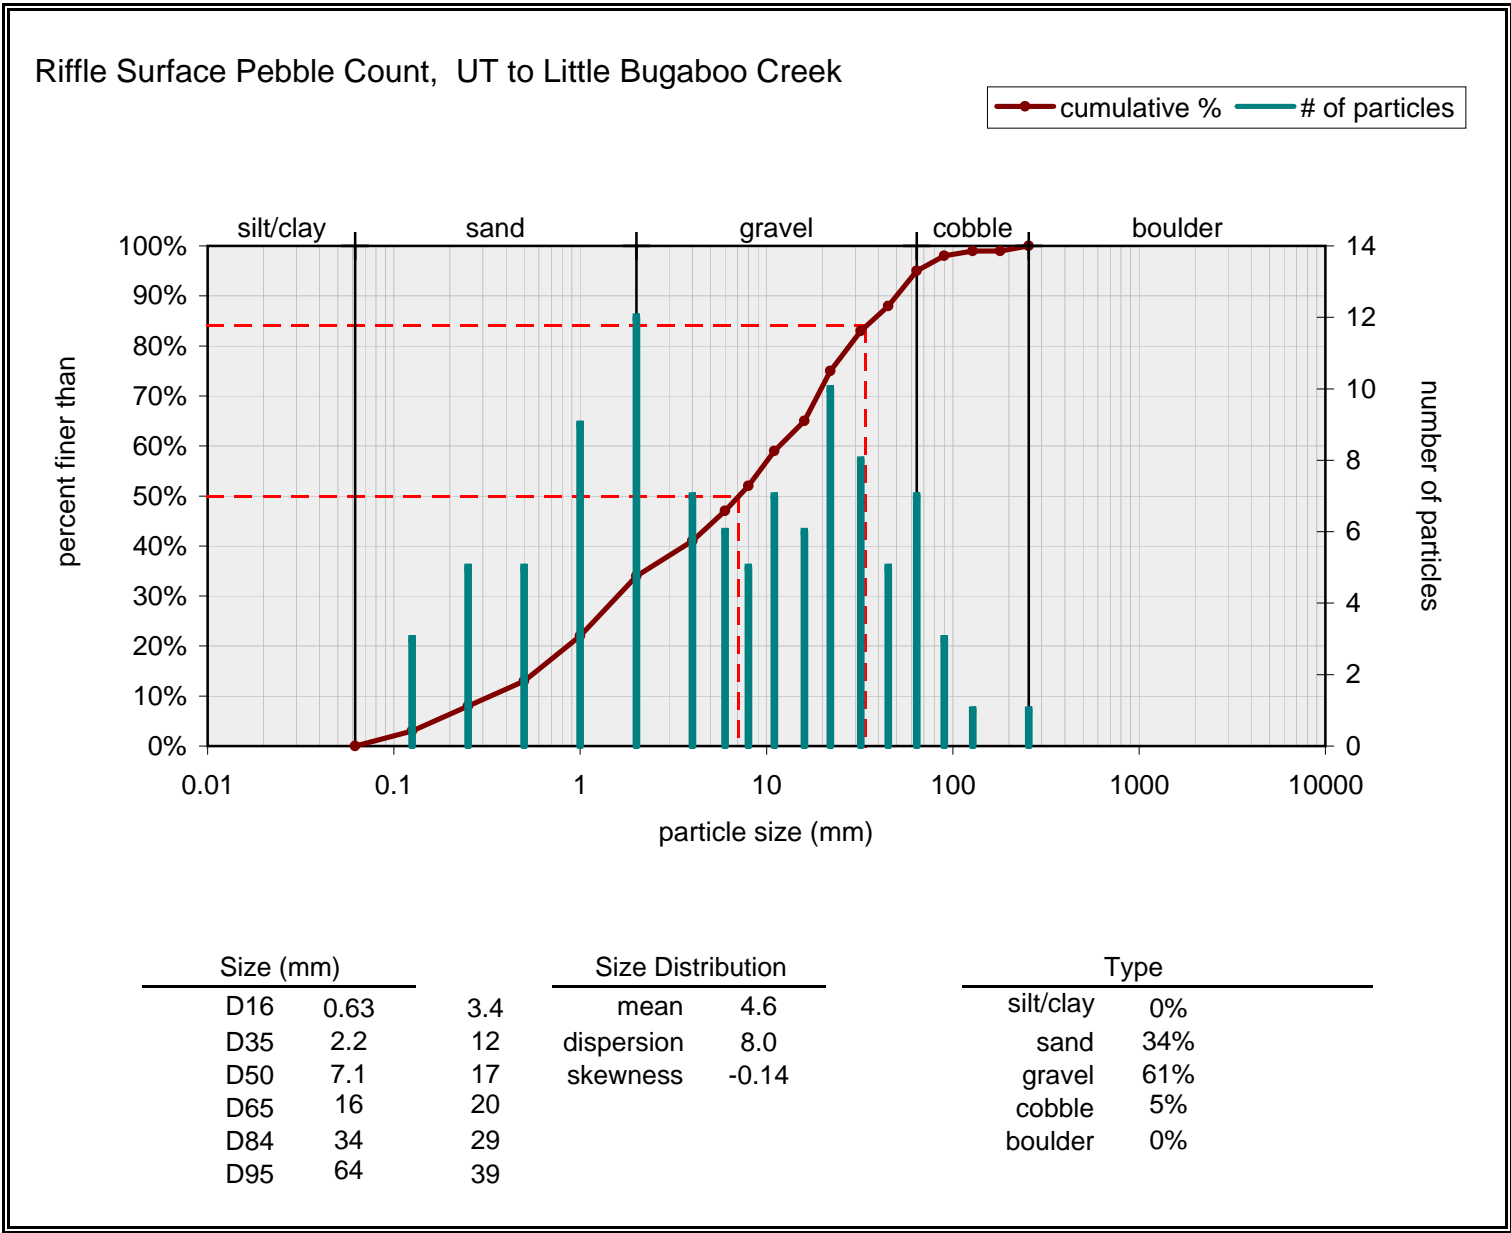 Riffle Surface Pebble Count,  UT to Little Bugaboo Creek
cumulative % # of particles
silt/clay sand gravel cobble boulder
100%
90%
80%
70%
60%
50%
40%
30%
20%
10%
0%
percent finer than
14
12
10
8
6
4
2
0
number of particles
0.01 0.1 1 10 100 1000 10000
particle size (mm)
Size (mm) Size Distribution Type
D16 0.63 3.4 mean 4.6 silt/clay 0%
D35 2.2 12 dispersion 8.0 sand 34%
D50 7.1 17 skewness -0.14 gravel 61%
D65 16 20 cobble 5%
D84 34 29 boulder 0%
D95 64 39